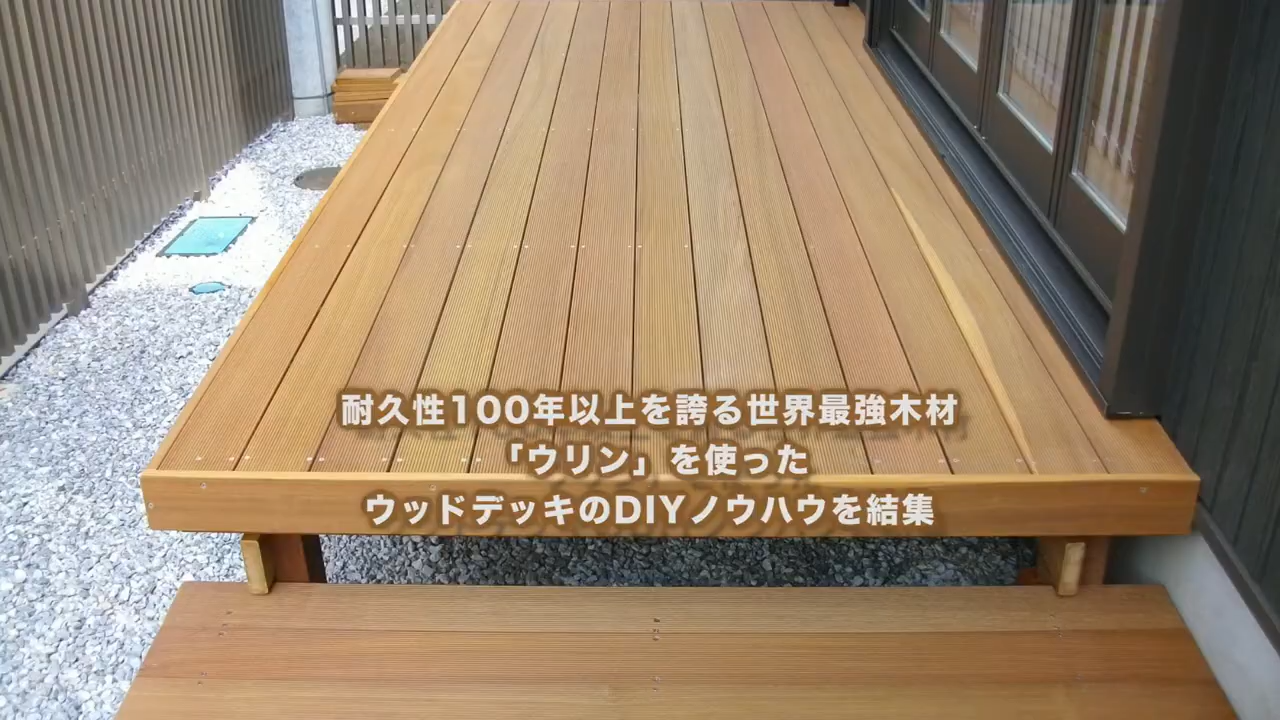 耐久性100年以上を誇る世界最強木材
「ウリン」を使った
ウッドデッキのDIYノウハウを結集